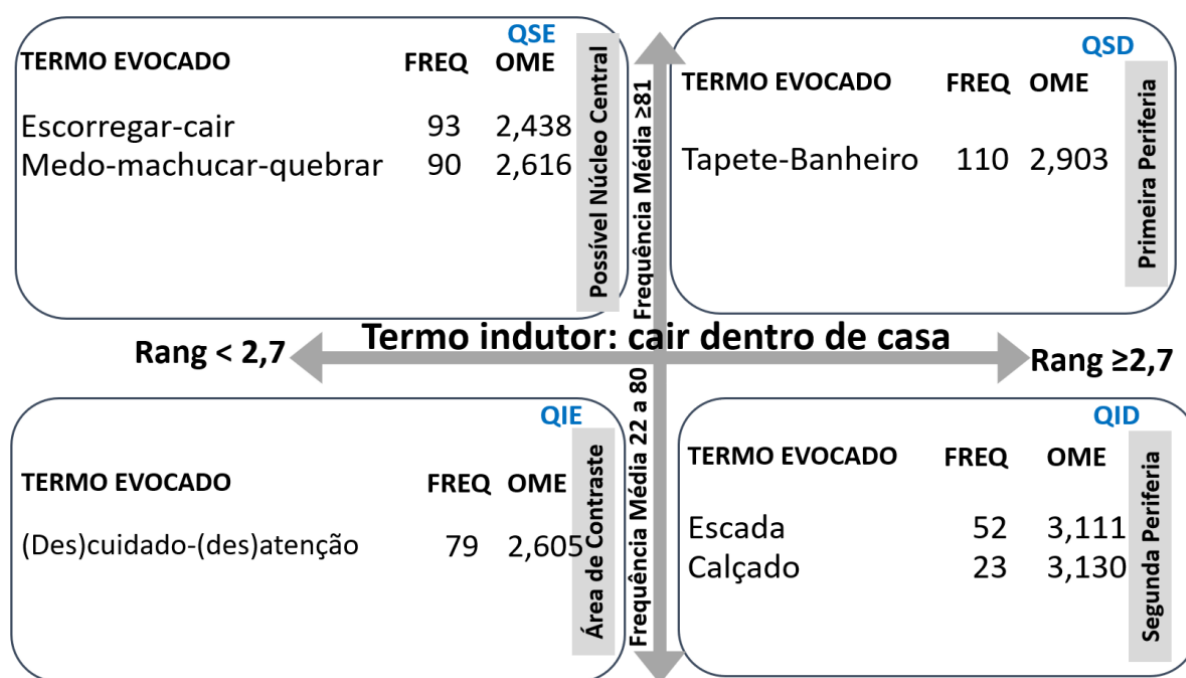 QSE
TERMO EVOCADO FREQ OME
Escorregar-cair 93 2,438
Medo-machucar-quebrar 90 2,616
Possível Núcleo Central
Frequência Média ≥81
QSD
TERMO EVOCADO FREQ OME
Tapete-Banheiro 110 2,903
Primeira Periferia
Termo indutor: cair dentro de casa
Rang < 2,7
Rang ≥2,7
QIE
TERMO EVOCADO FREQ OME
(Des)cuidado-(des)atenção 79 2,605
Área de Contraste
Frequência Média 22 a 80
QID
TERMO EVOCADO FREQ OME
Escada 52 3,111
Calçado 23 3,130
Segunda Periferia